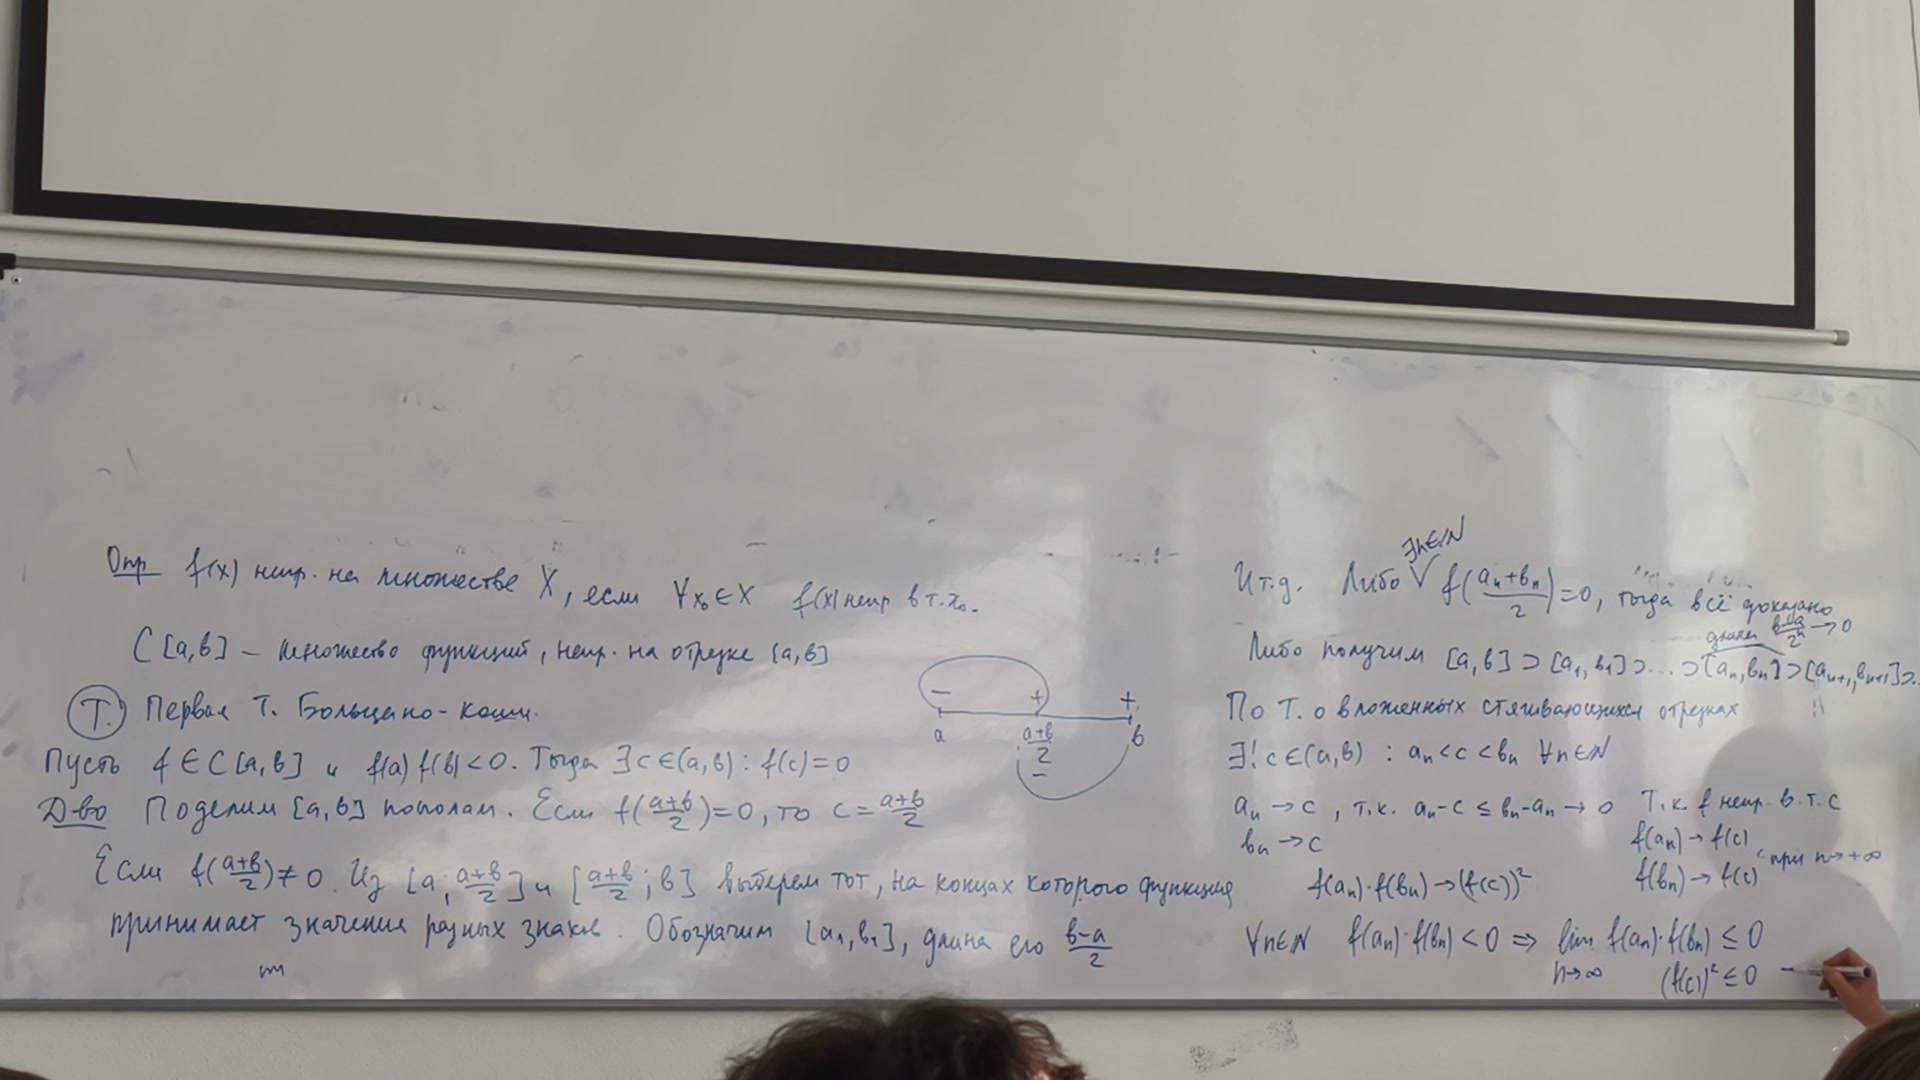 Опр f(x) непр. на множестве X, если ∀x₀∈X f(x) непр в т.x₀.
C[a,b] – множество функций, непр. на отрезке [a,b]
(Т.) Первая т. Больцано-Коши.
Пусть f∈C[a,b] и f(a)f(b)<0. Тогда ∃c∈(a,b): f(c)=0
Д-во Поделим [a,b] пополам. Если f((a+b)/2)=0, то c=(a+b)/2
Если f((a+b)/2)≠0. Из [a;(a+b)/2] и [(a+b)/2;b] выберем тот, на концах которого функция
принимает значения разных знаков. Обозначим [a₁,b₁], длина его (b-a)/2
− + +
a (a+b)/2 b
−
И т.д. Либо ∃n∈N f((aₙ+bₙ)/2)=0, тогда всё доказано
длина (b-a)/2ⁿ → 0
Либо получим [a,b]⊃[a₁,b₁]⊃...⊃[aₙ,bₙ]⊃[aₙ₊₁,bₙ₊₁]⊃..
По т. о вложенных стягивающихся отрезках
∃! c∈(a,b) : aₙ<c<bₙ ∀n∈N
aₙ→c, т.к. aₙ-c ≤ bₙ-aₙ → 0
bₙ→c
Т.к. f непр. в т. c
f(aₙ)→f(c)
f(bₙ)→f(c) при n→+∞
f(aₙ)·f(bₙ)→(f(c))²
∀n∈N f(aₙ)·f(bₙ)<0 ⇒ lim n→∞ f(aₙ)·f(bₙ) ≤ 0
(f(c))² ≤ 0